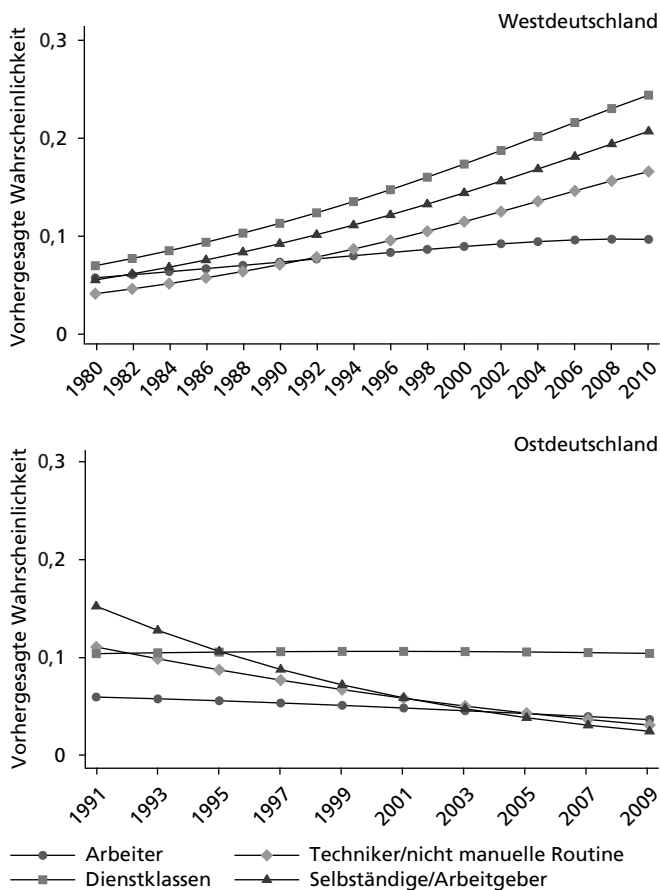 Westdeutschland
Vorhergesagte Wahrscheinlichkeit
0,3
0,2
0,1
0
1980 1982 1984 1986 1988 1990 1992 1994 1996 1998 2000 2002 2004 2006 2008 2010
Ostdeutschland
Vorhergesagte Wahrscheinlichkeit
0,3
0,2
0,1
0
1991 1993 1995 1997 1999 2001 2003 2005 2007 2009
Arbeiter
Techniker/nicht manuelle Routine
Dienstklassen
Selbständige/Arbeitgeber